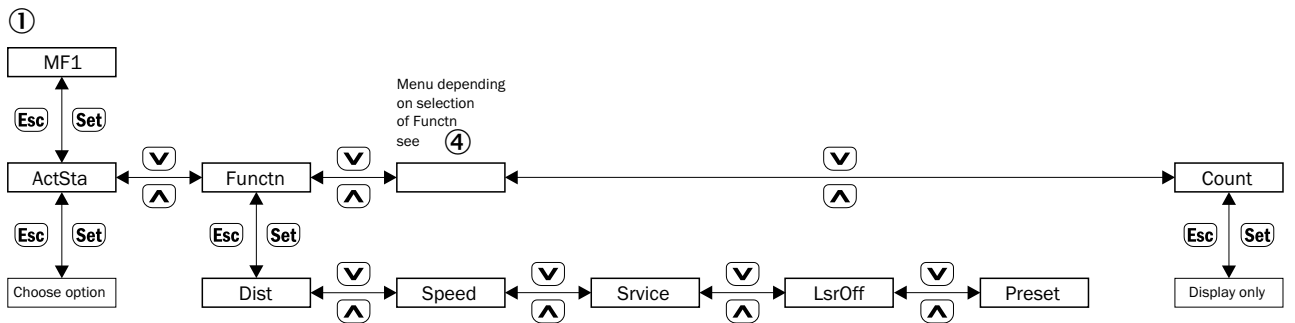 ①
MF1
Menu depending
on selection
of Functn
see ④
Esc Set
ActSta Functn Count
Esc Set Esc Set Esc Set
Choose option Dist Speed Srvice LsrOff Preset Display only